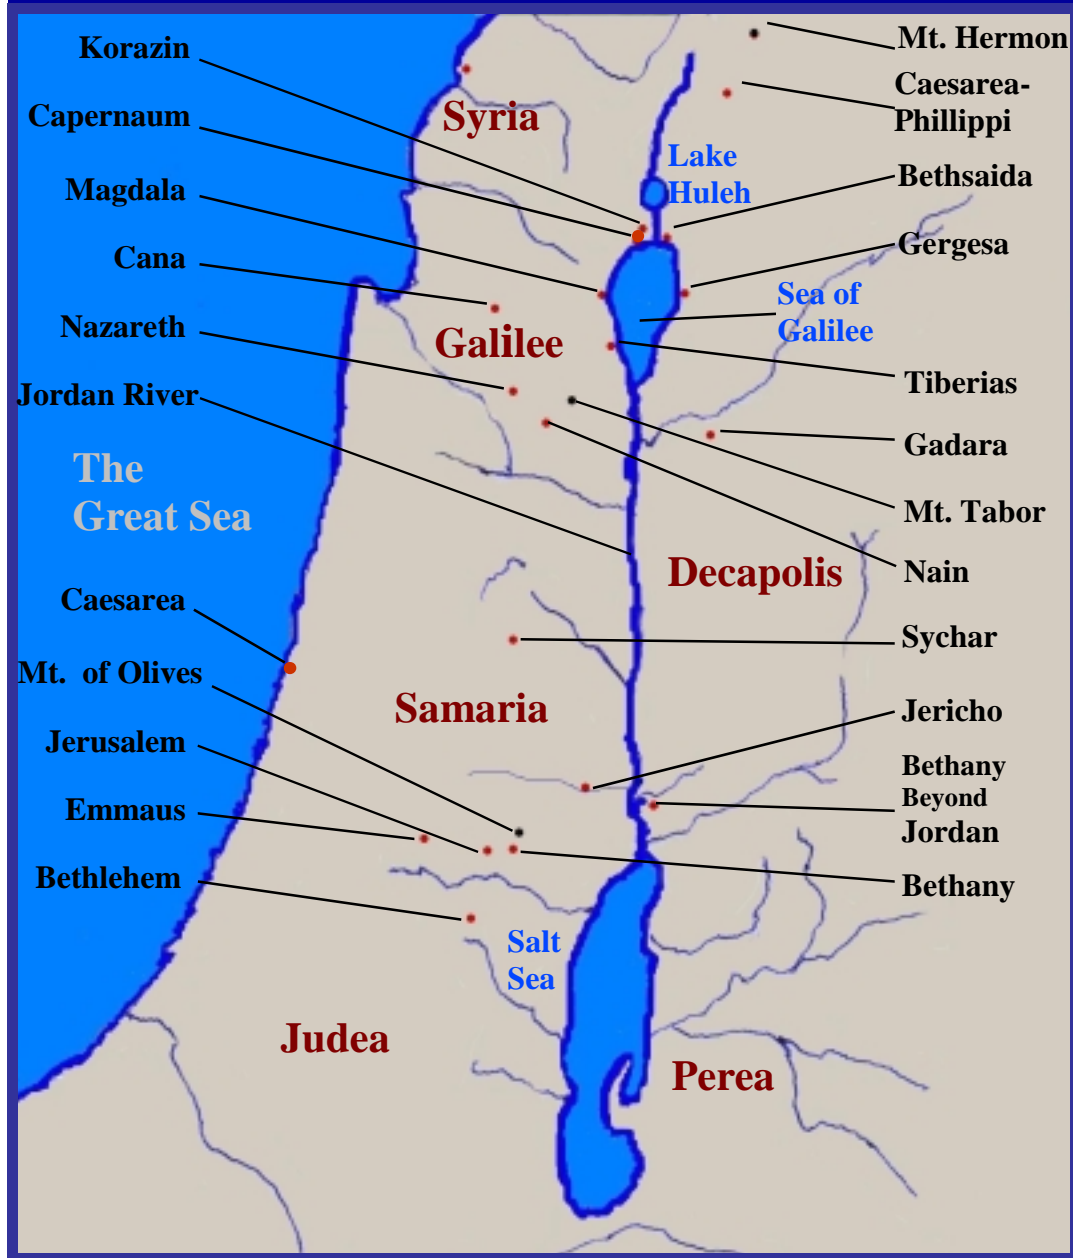 Korazin
Capernaum
Magdala
Cana
Nazareth
Jordan River
The
Great Sea
Caesarea
Mt.  of Olives
Jerusalem
Emmaus
Bethlehem
Syria
Lake
Huleh
Sea of
Galilee
Galilee
Decapolis
Samaria
Salt
Sea
Judea
Perea
Mt. Hermon
Caesarea-
Phillippi
Bethsaida
Gergesa
Tiberias
Gadara
Mt. Tabor
Nain
Sychar
Jericho
Bethany
Beyond
Jordan
Bethany